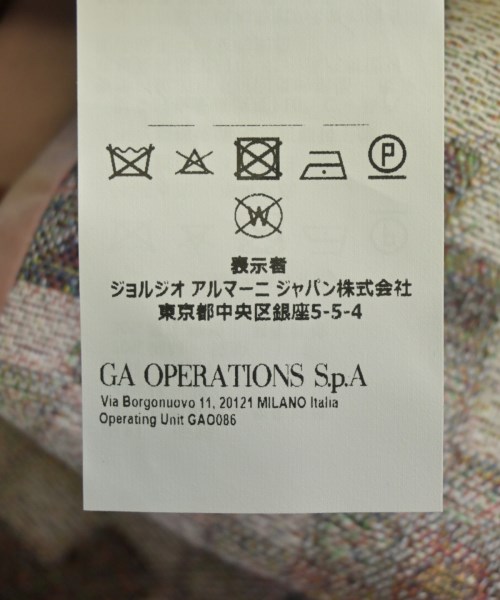 P
W
表示者
ジョルジオ アルマーニ ジャパン株式会社
東京都中央区銀座5-5-4
GA OPERATIONS S.p.A
Via Borgonuovo 11, 20121 MILANO Italia
Operating Unit GAO086